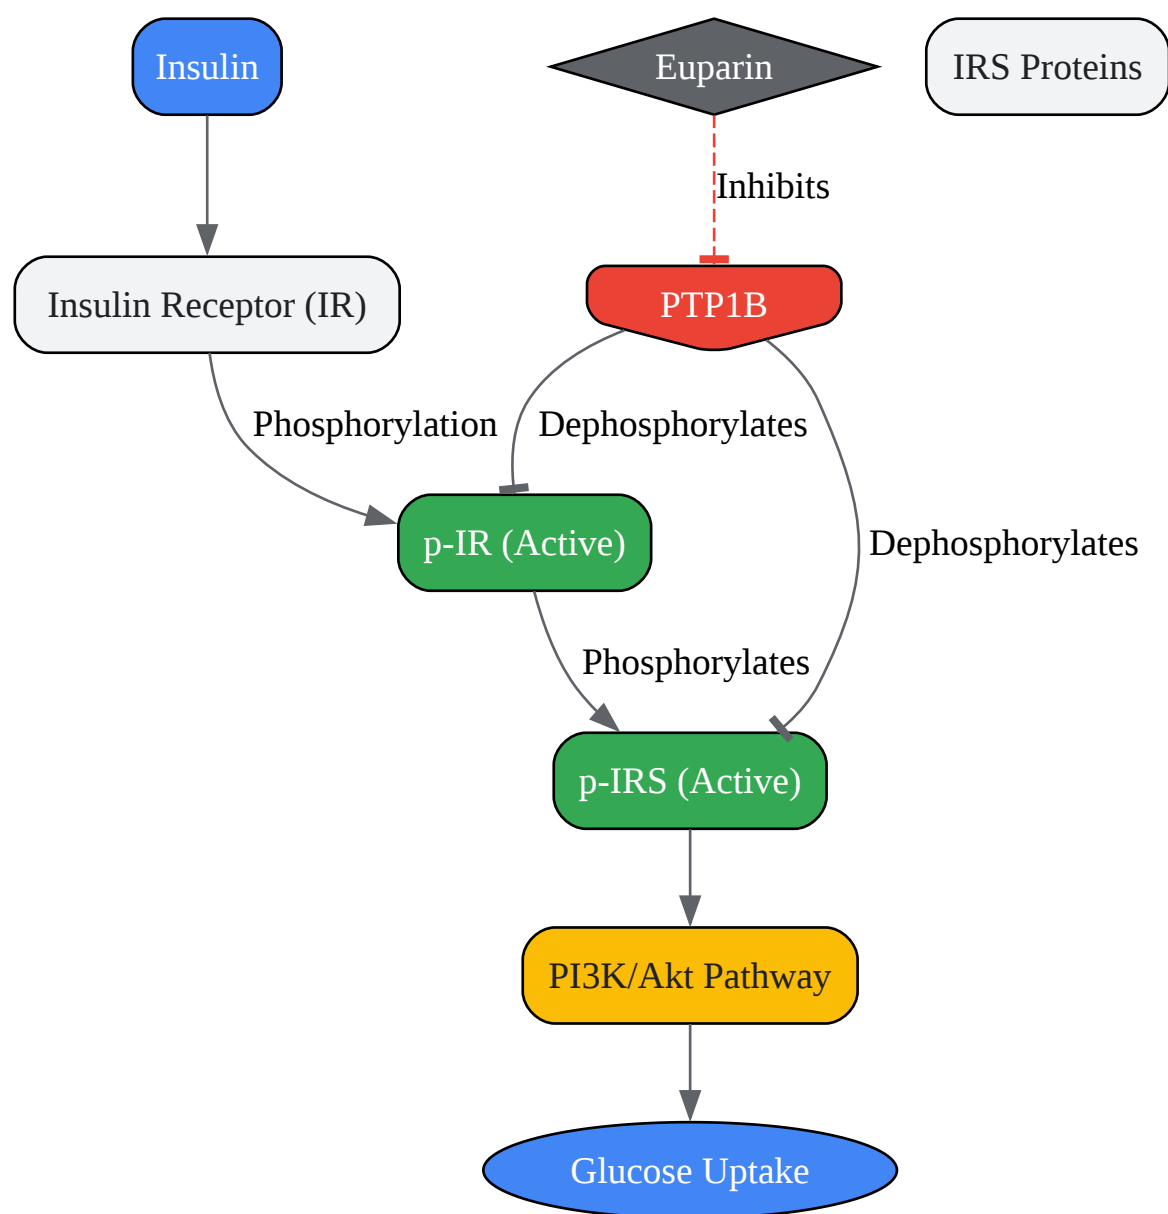 Insulin
Euparin
IRS Proteins
Inhibits
Insulin Receptor (IR)
PTP1B
Phosphorylation
Dephosphorylates
p-IR (Active)
Dephosphorylates
Phosphorylates
p-IRS (Active)
PI3K/Akt Pathway
Glucose Uptake